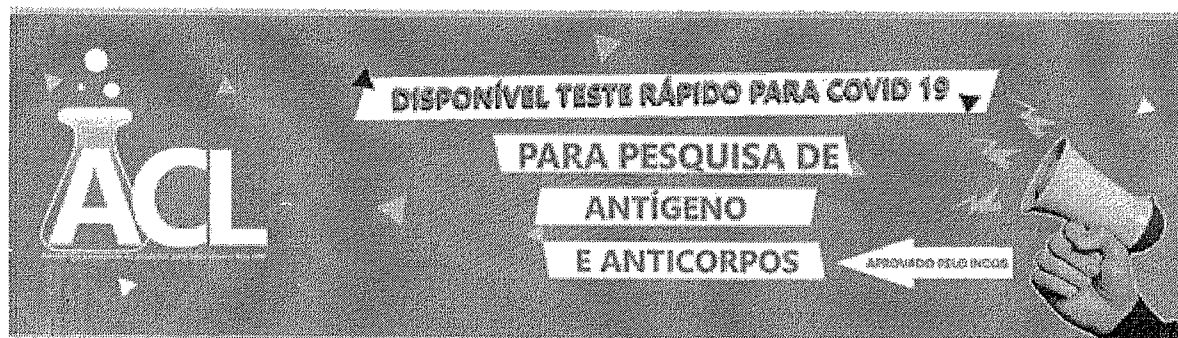 ACL
DISPONÍVEL TESTE RÁPIDO PARA COVID 19
PARA PESQUISA DE
ANTÍGENO
E ANTICORPOS
APROVADO PELO INCQS